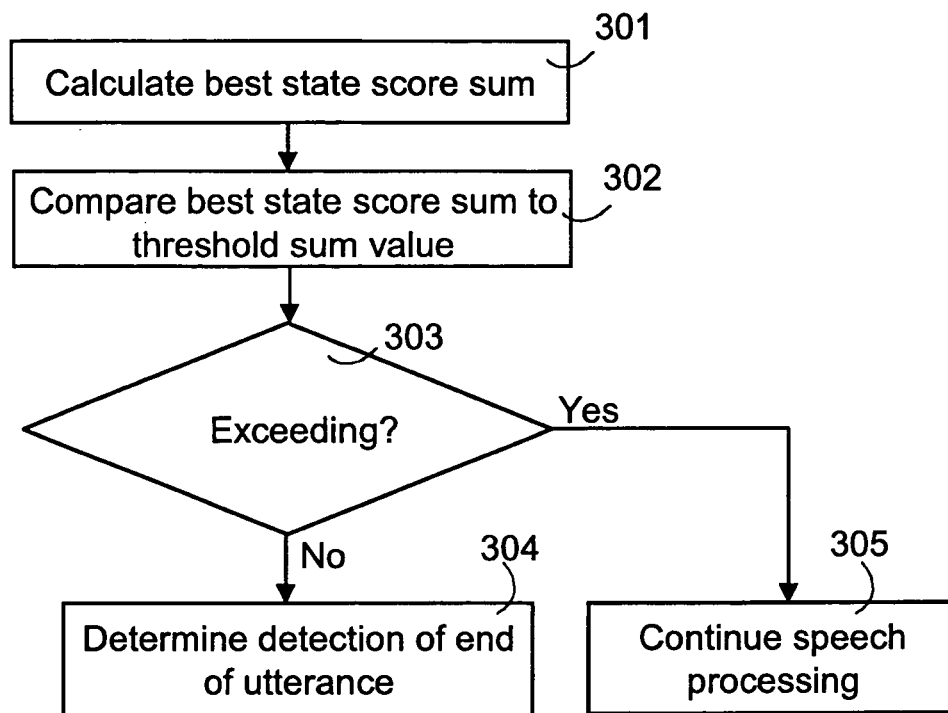 301
Calculate best state score sum
302
Compare best state score sum to
threshold sum value
303
Exceeding?
Yes
No
304
Determine detection of end
of utterance
305
Continue speech
processing